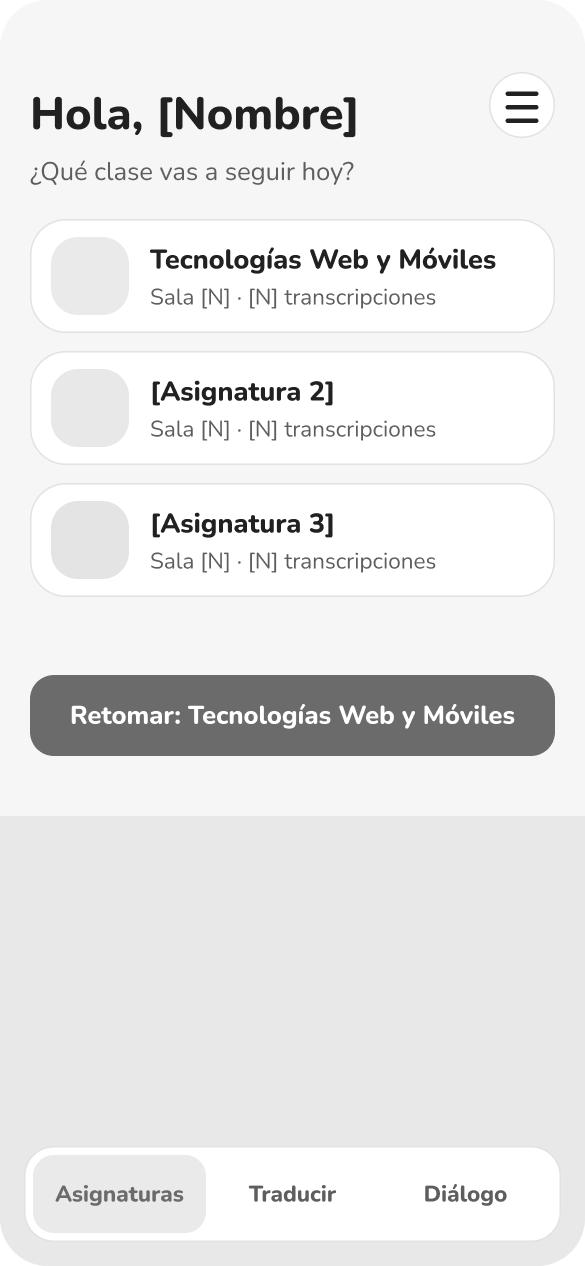 Hola, [Nombre]
¿Qué clase vas a seguir hoy?
Tecnologías Web y Móviles
Sala [N] · [N] transcripciones
[Asignatura 2]
Sala [N] · [N] transcripciones
[Asignatura 3]
Sala [N] · [N] transcripciones
Retomar: Tecnologías Web y Móviles
Asignaturas
Traducir
Diálogo